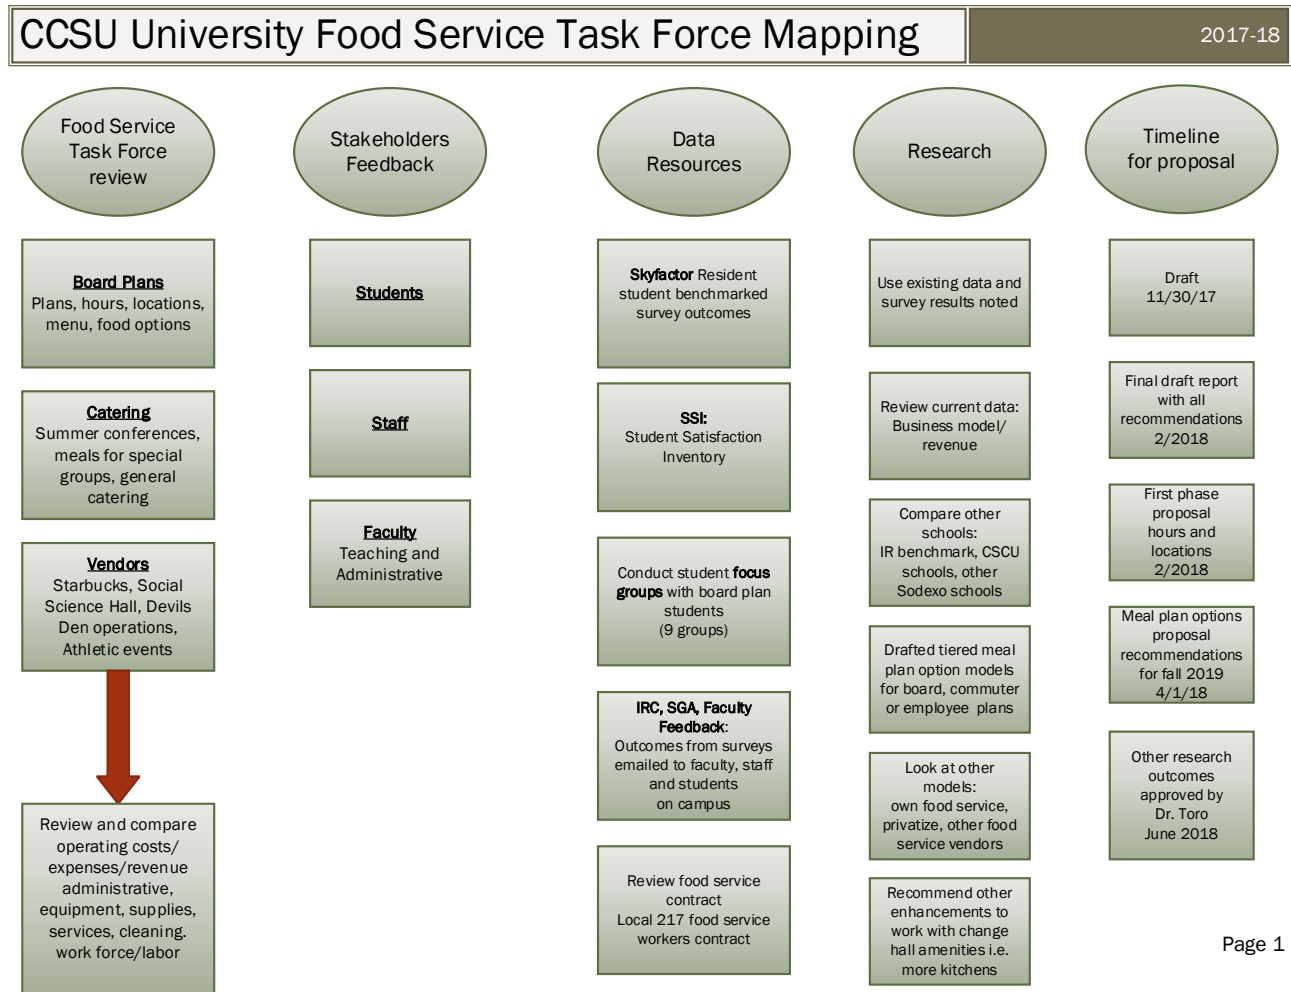 CCSU University Food Service Task Force Mapping
2017-18
Food Service
Task Force
review
Board Plans
Plans, hours, locations,
menu, food options
Catering
Summer conferences,
meals for special
groups, general
catering
Vendors
Starbucks, Social
Science Hall, Devils
Den operations,
Athletic events
Review and compare
operating costs/
expenses/revenue
administrative,
equipment, supplies,
services, cleaning.
work force/labor
Stakeholders
Feedback
Students
Staff
Faculty
Teaching and
Administrative
Data
Resources
Skyfactor Resident
student benchmarked
survey outcomes
SSI:
Student Satisfaction
Inventory
Conduct student focus
groups with board plan
students
(9 groups)
IRC, SGA, Faculty
Feedback:
Outcomes from surveys
emailed to faculty, staff
and students
on campus
Review food service
contract
Local 217 food service
workers contract
Research
Use existing data and
survey results noted
Review current data:
Business model/
revenue
Compare other
schools:
IR benchmark, CSCU
schools, other
Sodexo schools
Drafted tiered meal
plan option models
for board, commuter
or employee plans
Look at other
models:
own food service,
privatize, other food
service vendors
Recommend other
enhancements to
work with change
hall amenities i.e.
more kitchens
Timeline
for proposal
Draft
11/30/17
Final draft report
with all
recommendations
2/2018
First phase
proposal
hours and
locations
2/2018
Meal plan options
proposal
recommendations
for fall 2019
4/1/18
Other research
outcomes
approved by
Dr. Toro
June 2018
Page 1